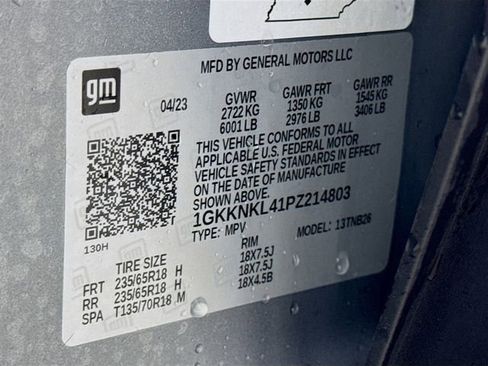 gm
MFD BY GENERAL MOTORS LLC
04/23 GVWR GAWR FRT GAWR RR
2722 KG 1350 KG 1545 KG
6001 LB 2976 LB 3406 LB
THIS VEHICLE CONFORMS TO ALL
APPLICABLE U.S. FEDERAL MOTOR
VEHICLE SAFETY STANDARDS IN EFFECT
ON THE DATE OF MANUFACTURE
SHOWN ABOVE.
1GKKNKL41PZ214803
130H TYPE: MPV MODEL: 13TNB26
TIRE SIZE RIM
FRT 235/65R18 H 18X7.5J
RR 235/65R18 H 18X7.5J
SPA T135/70R18 M 18X4.5B